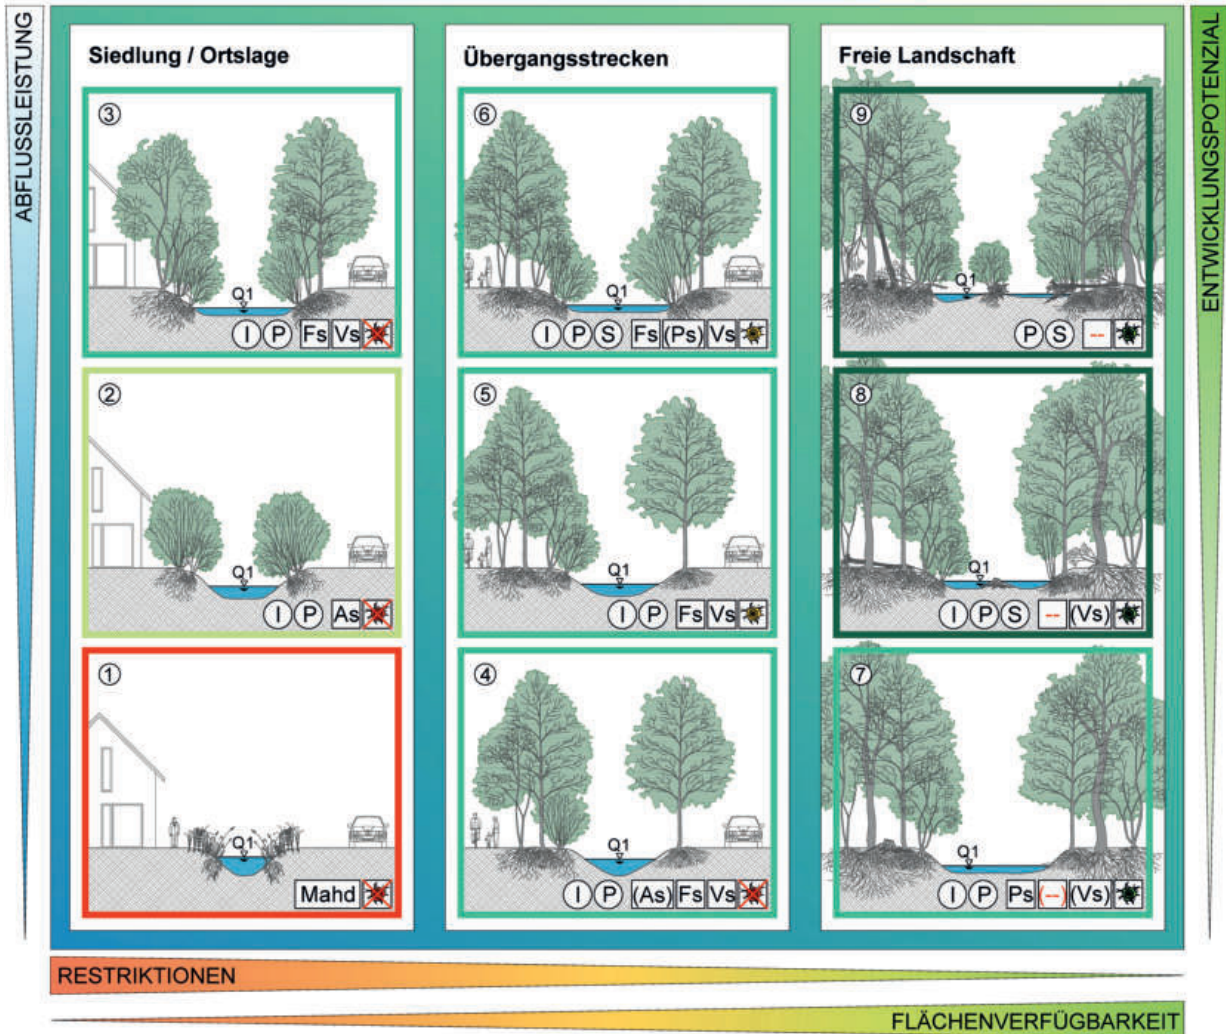 ABFLUSSLEISTUNG
Siedlung / Ortslage
③
Q1
I P Fs Vs
②
Q1
I P As
①
Q1
Mahd
Übergangsstrecken
⑥
Q1
I P S Fs (Ps) Vs
⑤
Q1
I P Fs Vs
④
Q1
I P (As) Fs Vs
Freie Landschaft
⑨
Q1
P S --
⑧
Q1
I P S -- (Vs)
⑦
Q1
I P Ps (--) (Vs)
ENTWICKLUNGSPOTENZIAL
RESTRIKTIONEN
FLÄCHENVERFÜGBARKEIT